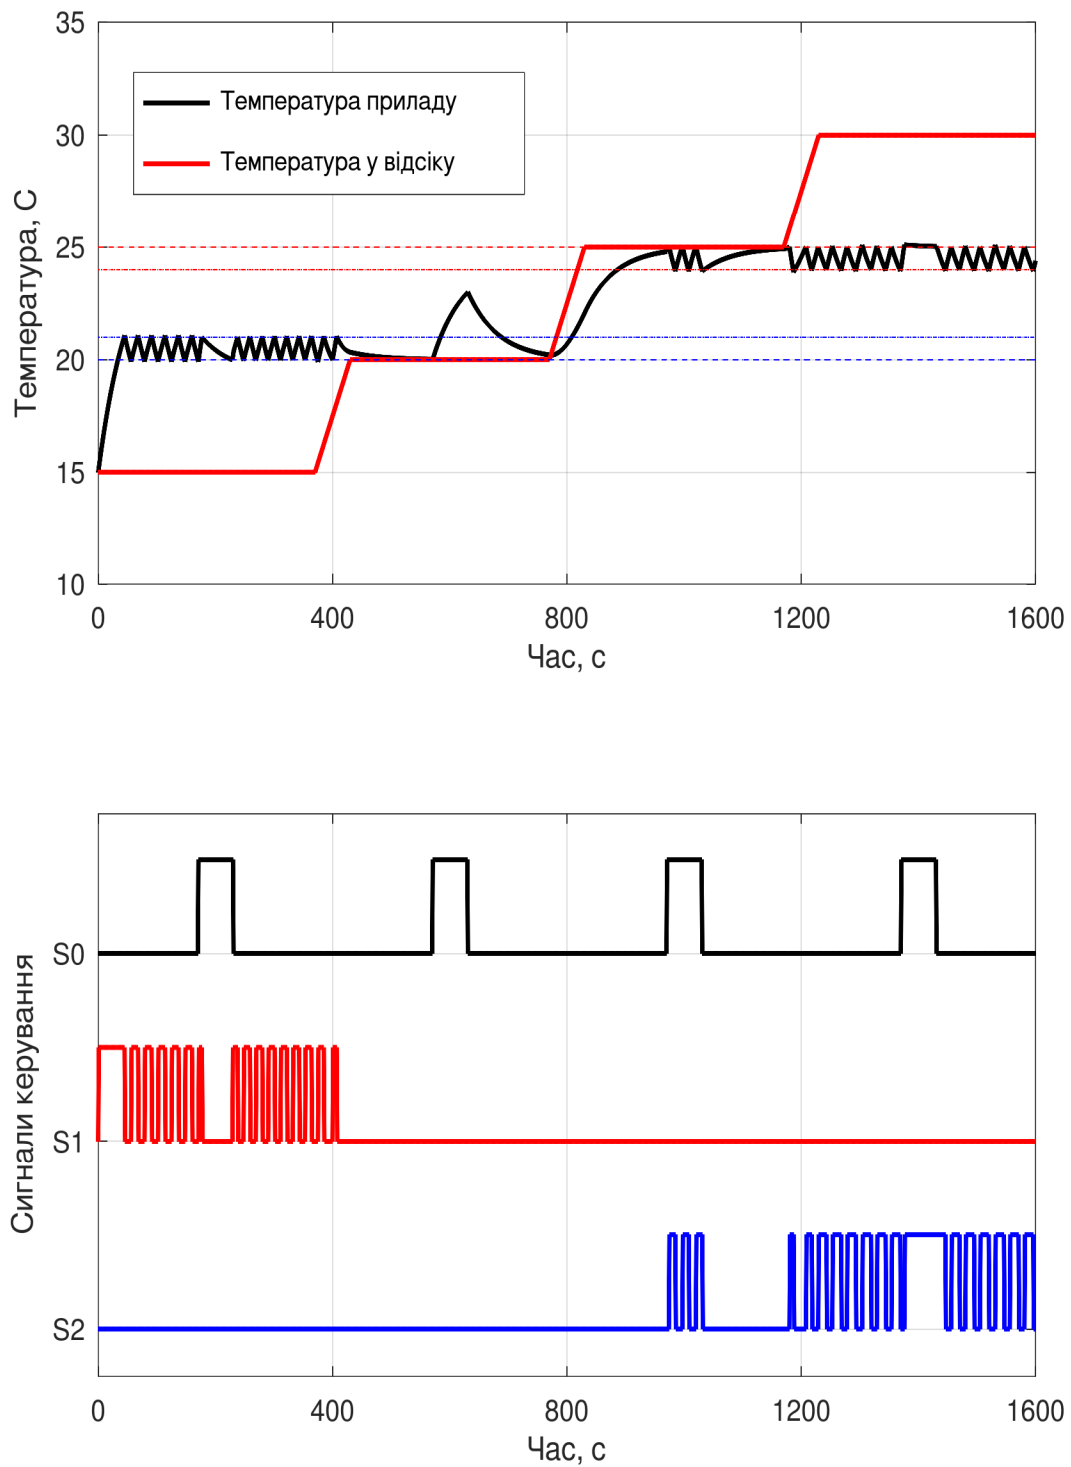 35
30
25
20
15
10
Температура, С
Температура приладу
Температура у відсіку
0 400 800 1200 1600
Час, с
S0
S1
S2
Сигнали керування
0 400 800 1200 1600
Час, с